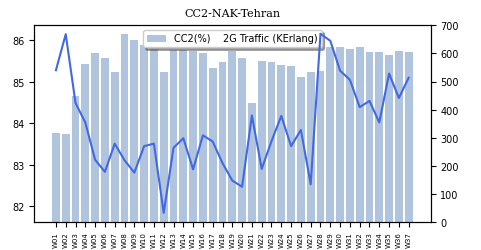 CC2-NAK-Tehran
CC2(%)
2G Traffic (KErlang)
86
85
84
83
82
700
600
500
400
300
200
100
0
W01
W02
W03
W04
W05
W06
W07
W08
W09
W10
W11
W12
W13
W14
W15
W16
W17
W18
W19
W20
W21
W22
W23
W24
W25
W26
W27
W28
W29
W30
W31
W32
W33
W34
W35
W36
W37